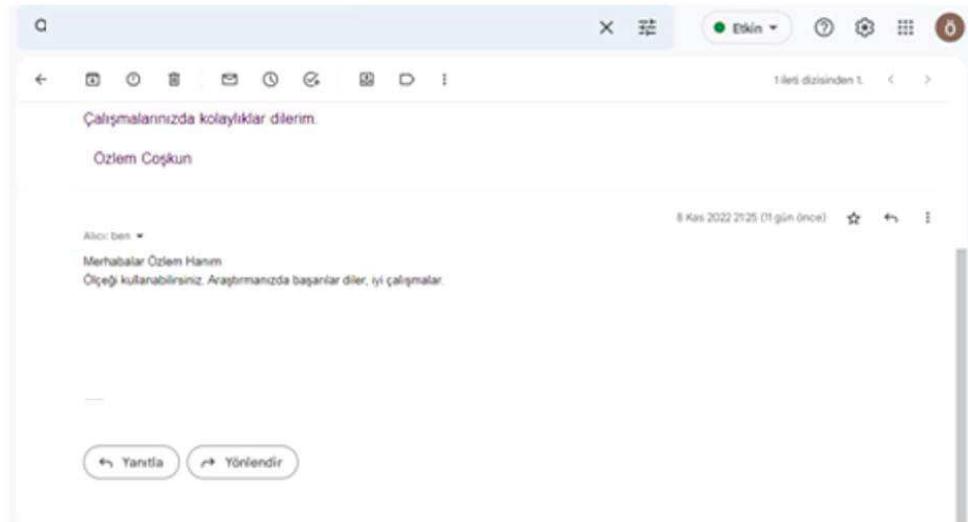 Etkin
ö
1 ileti dizisinden 1.
Çalışmalarınızda kolaylıklar dilerim.
Özlem Coşkun
8 Kas 2022 21:25 (11 gün önce)
Alıcı: ben
Merhabalar Özlem Hanım
Ölçeği kullanabilirsiniz. Araştırmanızda başarılar diler, iyi çalışmalar.
Yanıtla
Yönlendir